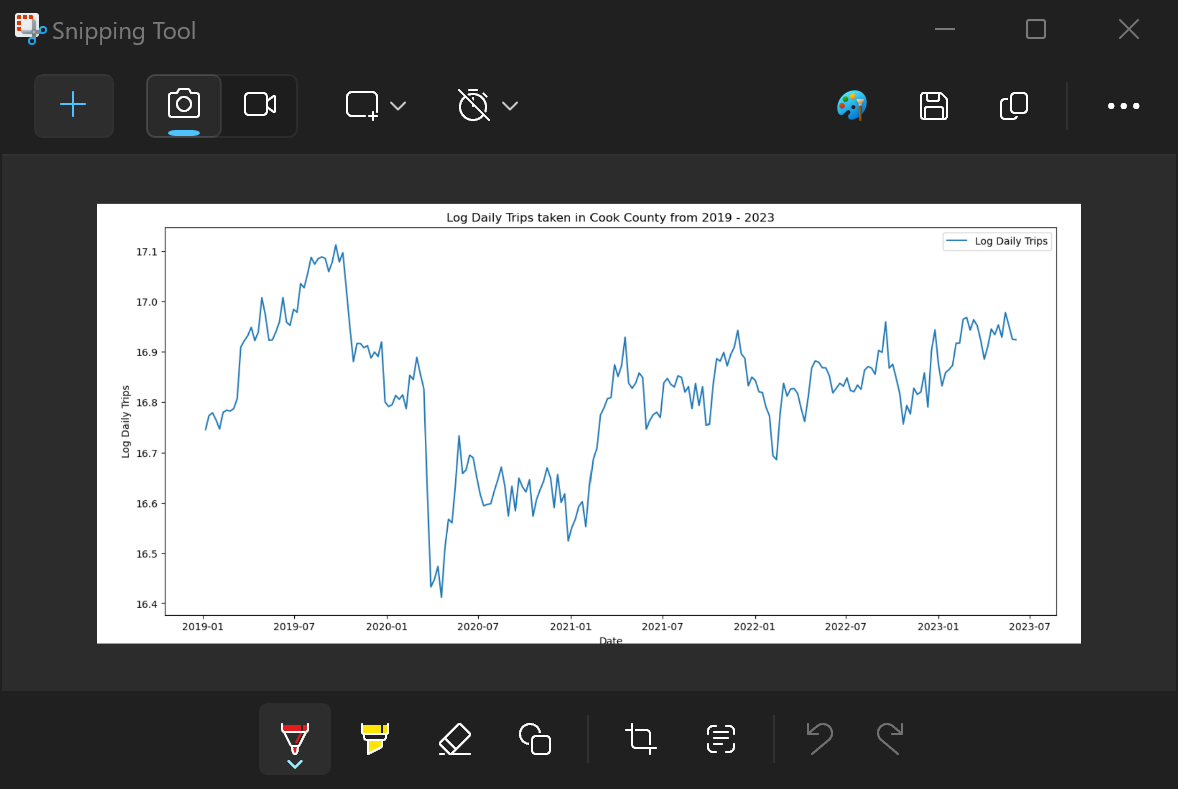 Snipping Tool
Log Daily Trips taken in Cook County from 2019 - 2023
Log Daily Trips
17.1
17.0
16.9
16.8
16.7
16.6
16.5
16.4
Log Daily Trips
2019-01 2019-07 2020-01 2020-07 2021-01 2021-07 2022-01 2022-07 2023-01 2023-07
Date